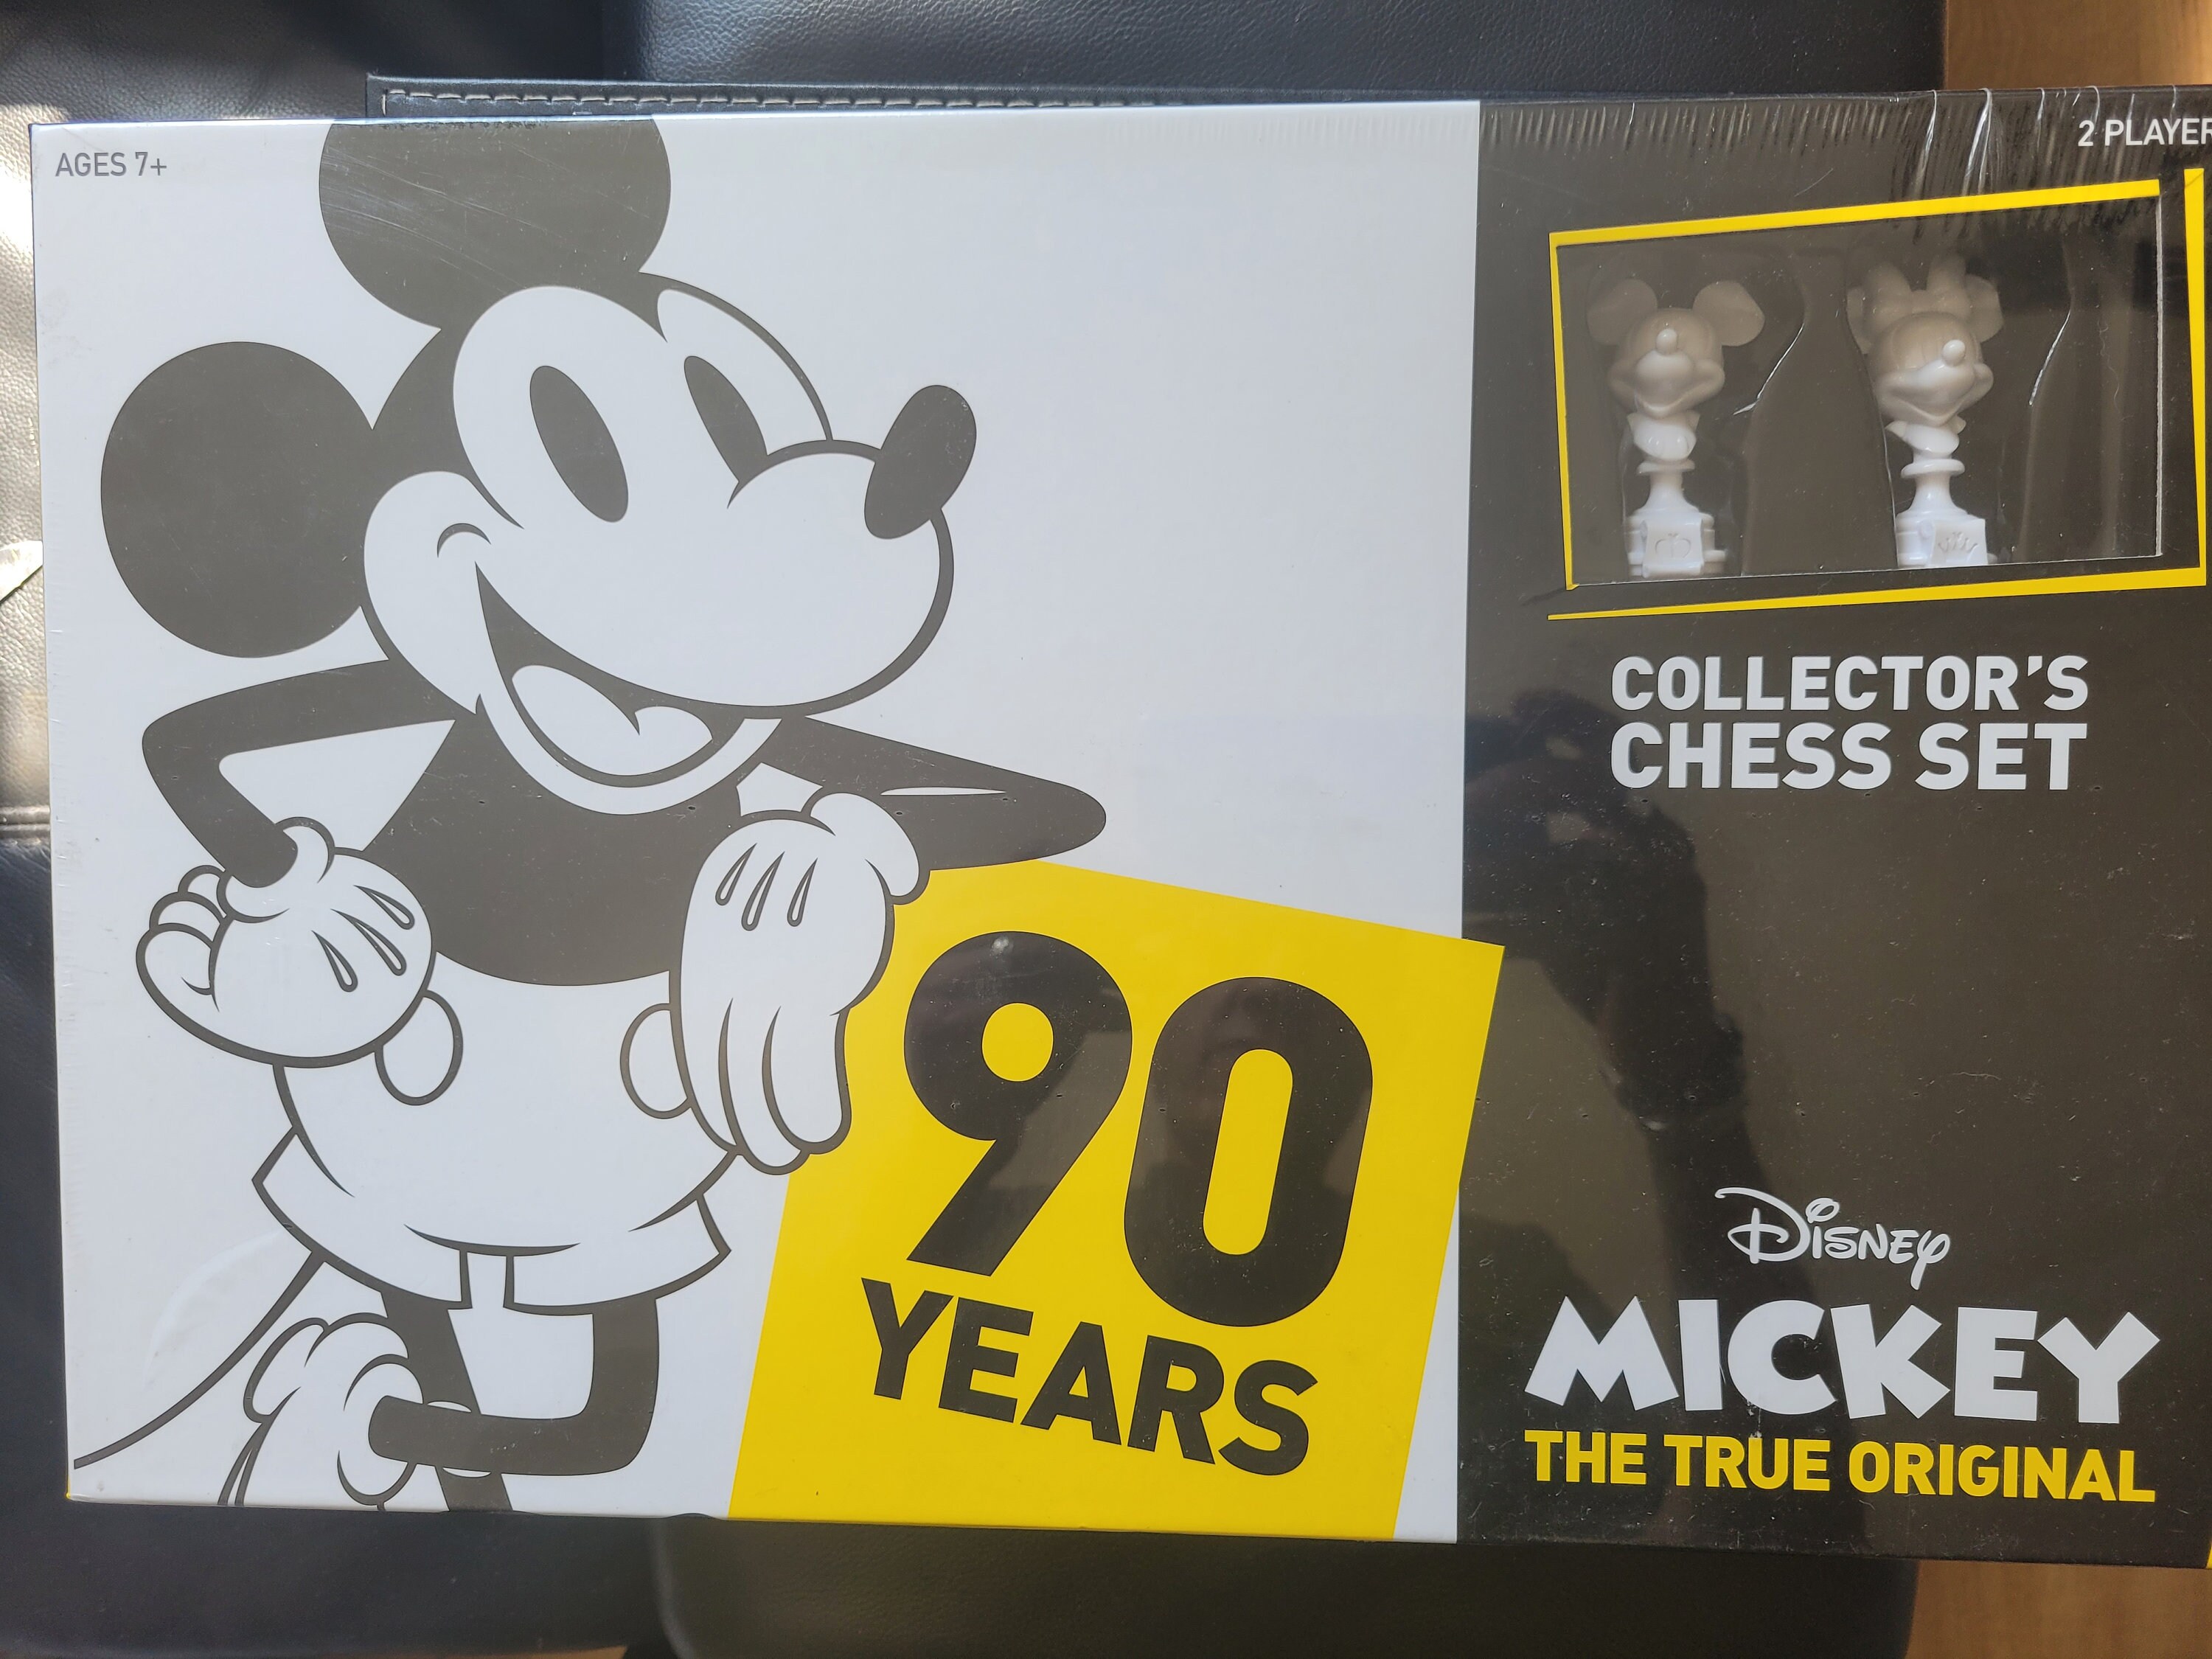 AGES 7+
2 PLAYER
COLLECTOR'S
CHESS SET
90
YEARS
Disney
MICKEY
THE TRUE ORIGINAL